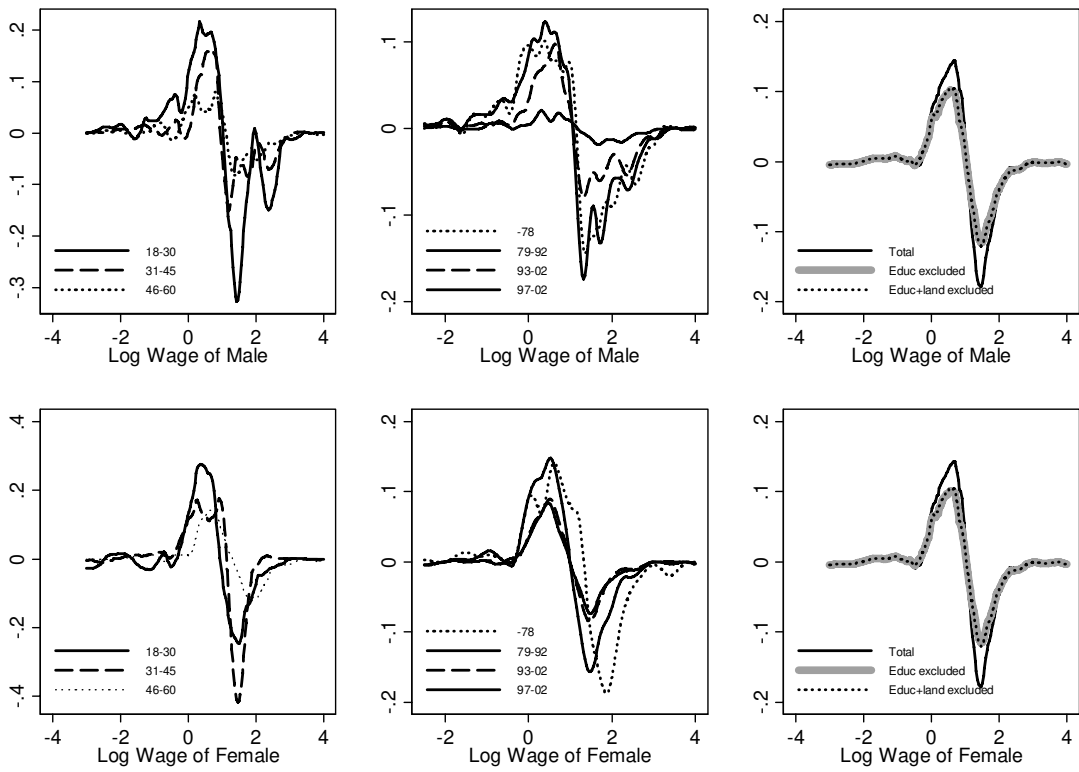 .2
.1
0
-.1
-.2
-.3
18-30
31-45
46-60
-4 -2 0 2 4
Log Wage of Male
.1
0
-.1
-.2
-78
79-92
93-02
97-02
-2 0 2 4
Log Wage of Male
.2
.1
0
-.1
-.2
Total
Educ excluded
Educ+land excluded
-4 -2 0 2 4
Log Wage of Male
.4
.2
0
-.2
-.4
18-30
31-45
46-60
-4 -2 0 2 4
Log Wage of Female
.2
.1
0
-.1
-.2
-78
79-92
93-02
97-02
-2 0 2 4
Log Wage of Female
.2
.1
0
-.1
-.2
Total
Educ excluded
Educ+land excluded
-4 -2 0 2 4
Log Wage of Female